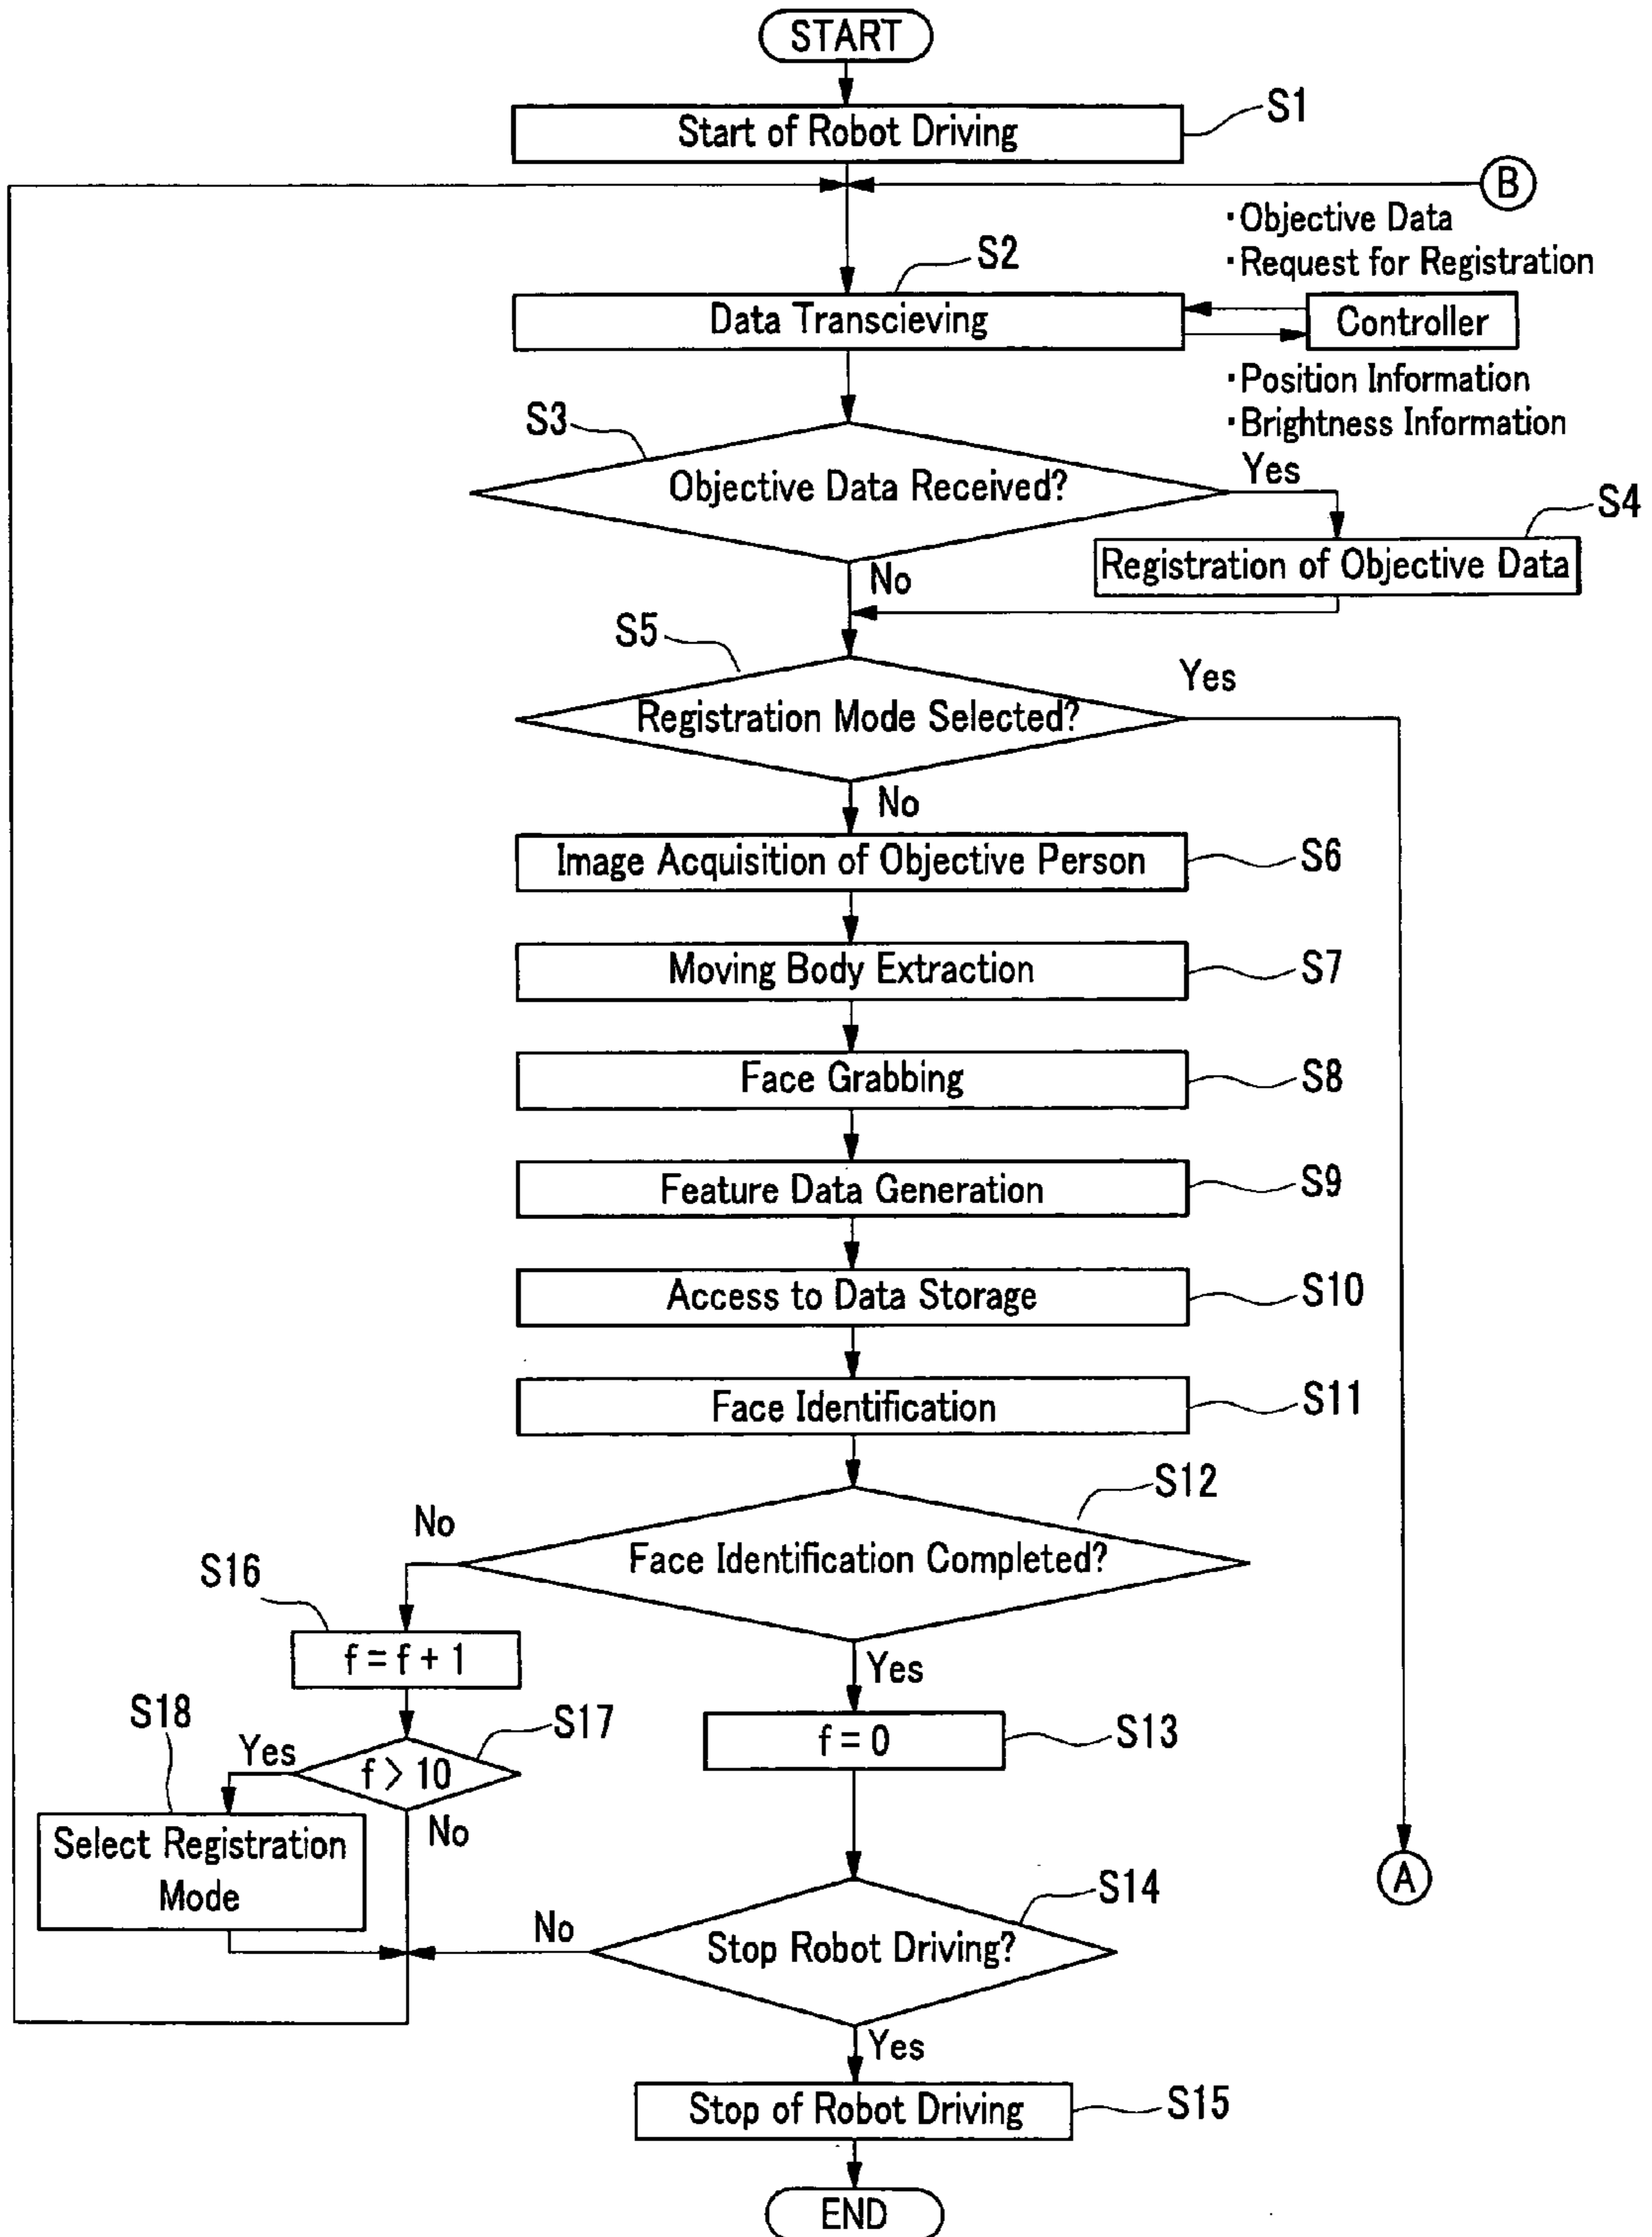 START
Start of Robot Driving
S1
B
・Objective Data
・Request for Registration
S2
Data Transcieving
Controller
・Position Information
・Brightness Information
S3
Objective Data Received?
Yes
S4
Registration of Objective Data
No
S5
Registration Mode Selected?
Yes
No
Image Acquisition of Objective Person
S6
Moving Body Extraction
S7
Face Grabbing
S8
Feature Data Generation
S9
Access to Data Storage
S10
Face Identification
S11
S12
No
Face Identification Completed?
S16
f = f + 1
Yes
S18
S17
f = 0
S13
Yes
f > 10
No
Select Registration
Mode
A
S14
No
Stop Robot Driving?
Yes
Stop of Robot Driving
S15
END